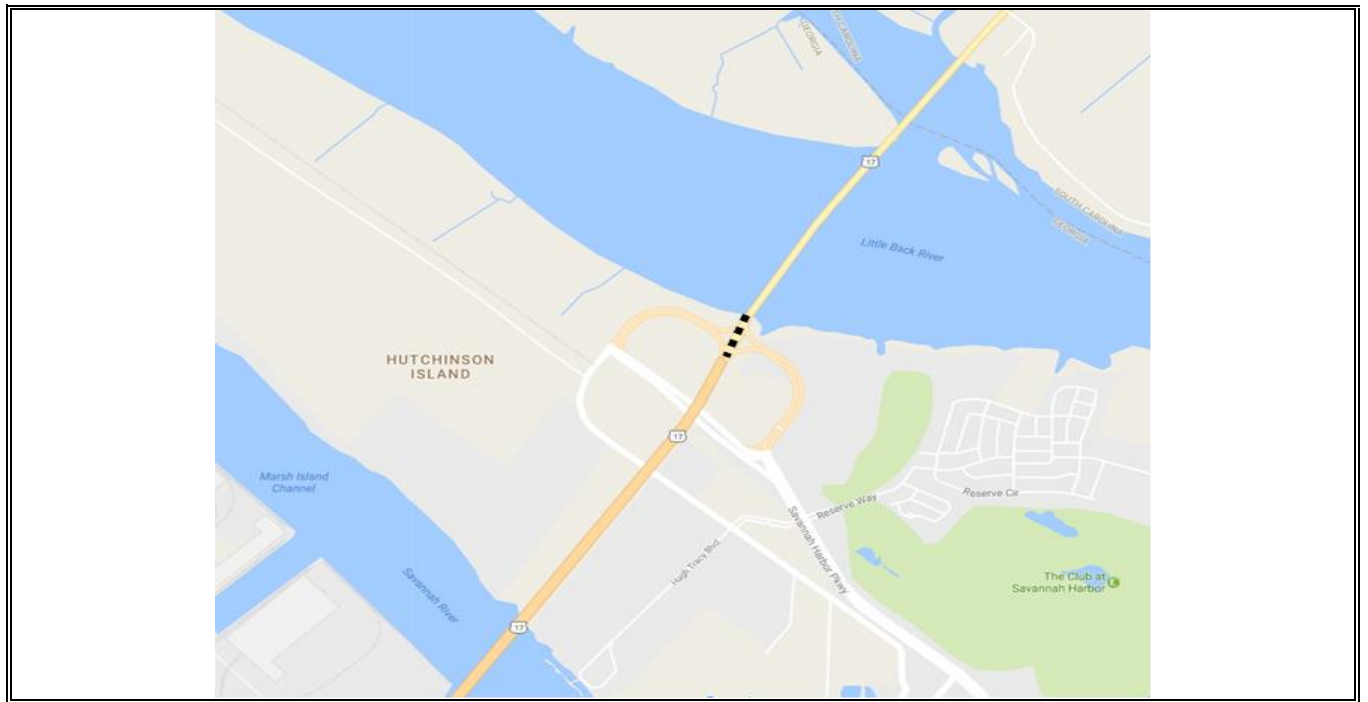 GEORGIA
TH CAROLINA
17
SOUTH CAROLINA
GEORGIA
Little Back River
HUTCHINSON
ISLAND
17
Marsh Island
Channel
Reserve Cir
Reserve Way
Savannah Harbor Pkwy
Hugh Tracy Blvd
The Club at
Savannah Harbor
Savannah River
17